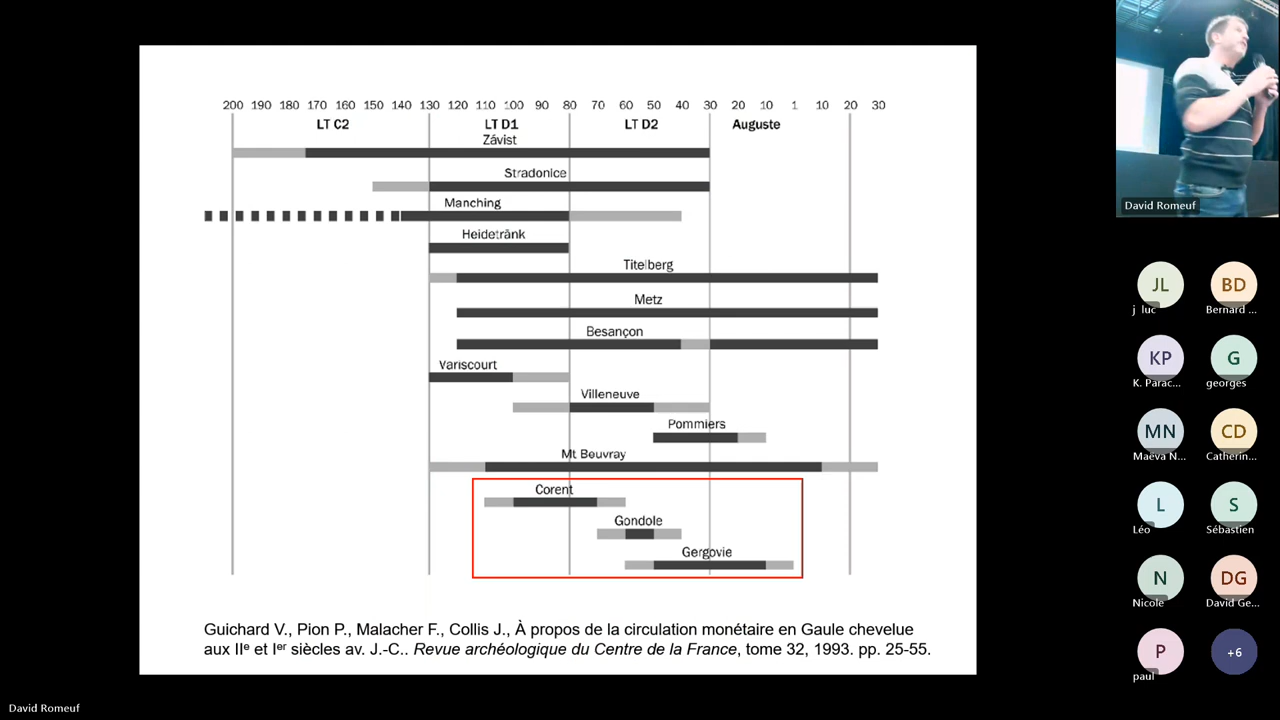 200 190 180 170 160 150 140 130 120 110 100 90 80 70 60 50 40 30 20 10 1 10 20 30
LT C2 LT D1 LT D2 Auguste
Závist
Stradonice
Manching
Heidetränk
Titelberg
Metz
Besançon
Variscourt
Villeneuve
Pommiers
Mt Beuvray
Corent
Gondole
Gergovie
Guichard V., Pion P., Malacher F., Collis J., À propos de la circulation monétaire en Gaule chevelue
aux IIe et Ier siècles av. J.-C.. Revue archéologique du Centre de la France, tome 32, 1993. pp. 25-55.
David Romeuf
JL BD
j luc Bernard ...
KP G
K. Parac... georges
MN CD
Maëva N... Catherin...
L S
Léo Sébastien
N DG
Nicole David Ge...
P +6
paul
David Romeuf